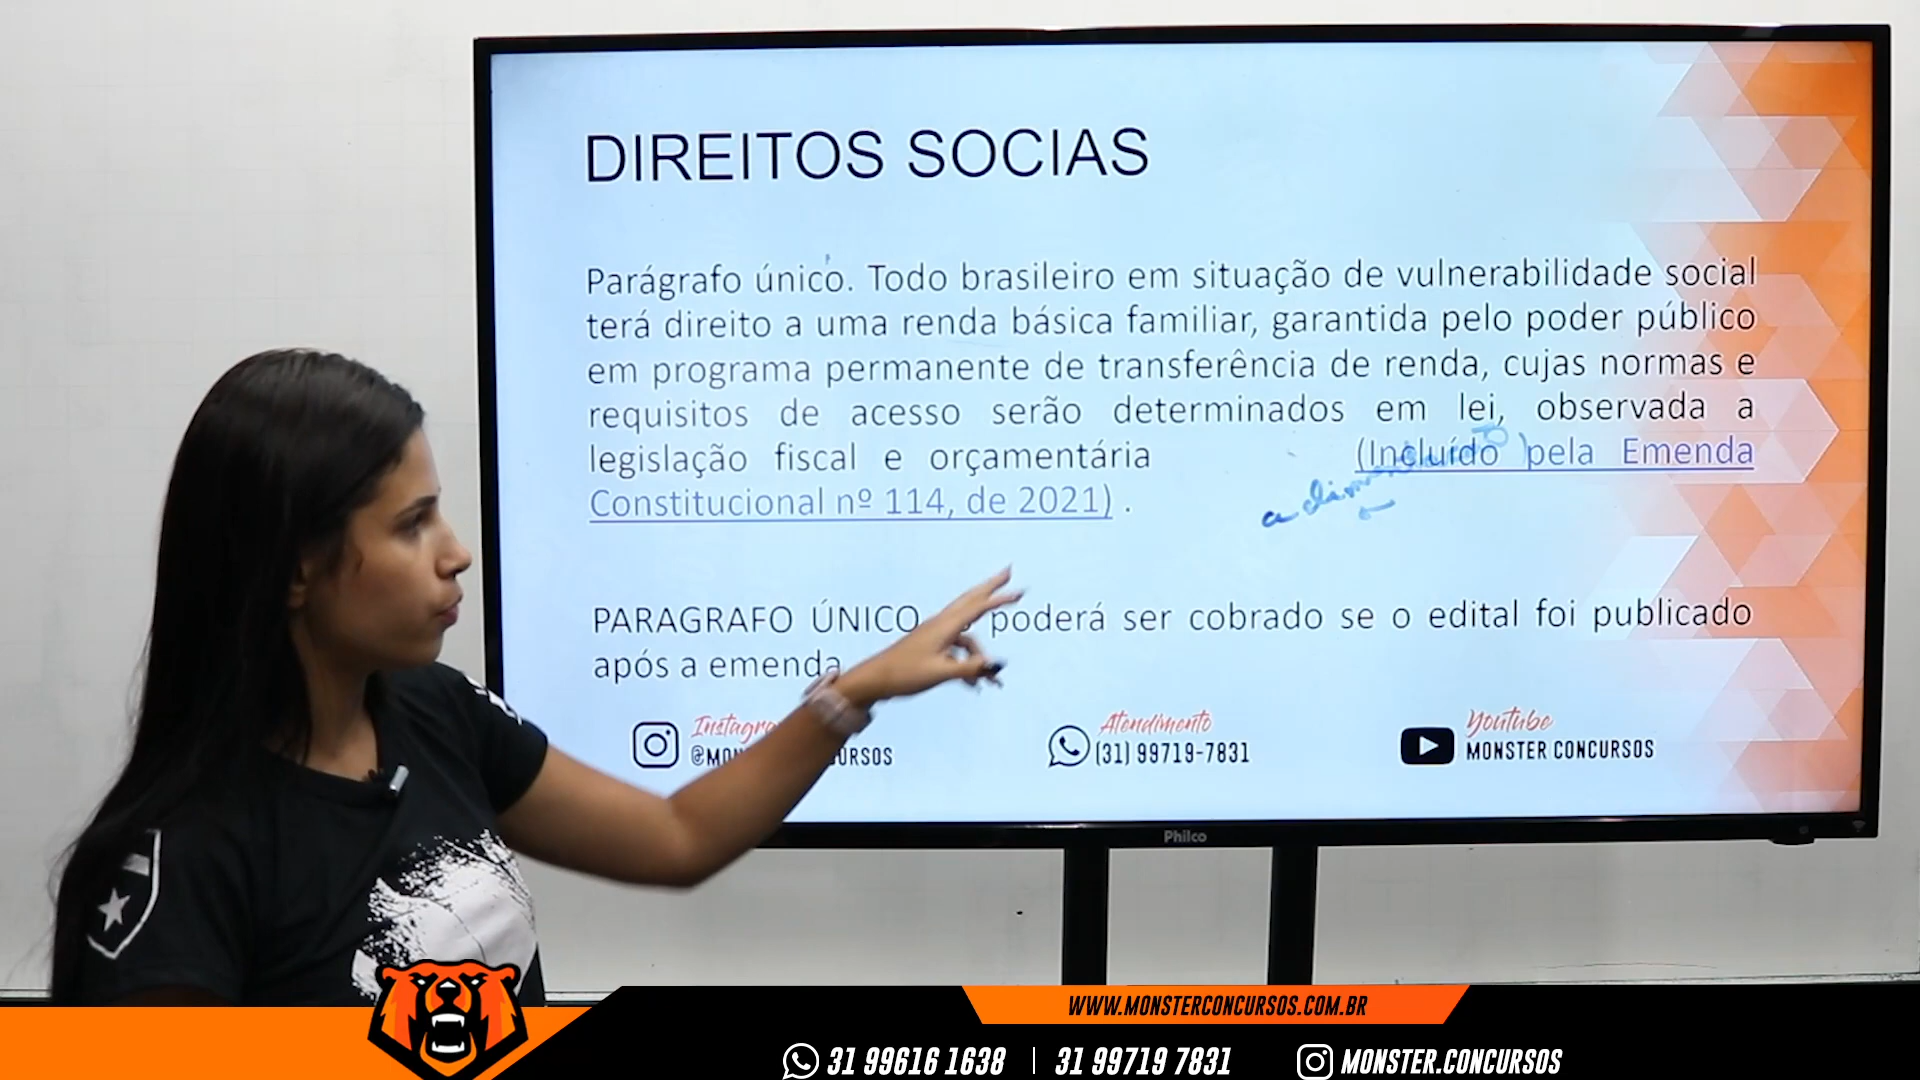 DIREITOS SOCIAS
Parágrafo único. Todo brasileiro em situação de vulnerabilidade social
terá direito a uma renda básica familiar, garantida pelo poder público
em programa permanente de transferência de renda, cujas normas e
requisitos de acesso serão determinados em lei, observada a
legislação fiscal e orçamentária (Incluído pela Emenda
Constitucional nº 114, de 2021) .
PARAGRAFO ÚNICO poderá ser cobrado se o edital foi publicado
após a emenda
Instagra
@MON URSOS
Atendimento
(31) 99719-7831
Youtube
MONSTER CONCURSOS
Philco
WWW.MONSTERCONCURSOS.COM.BR
31 99616 1638 | 31 99719 7831 MONSTER.CONCURSOS